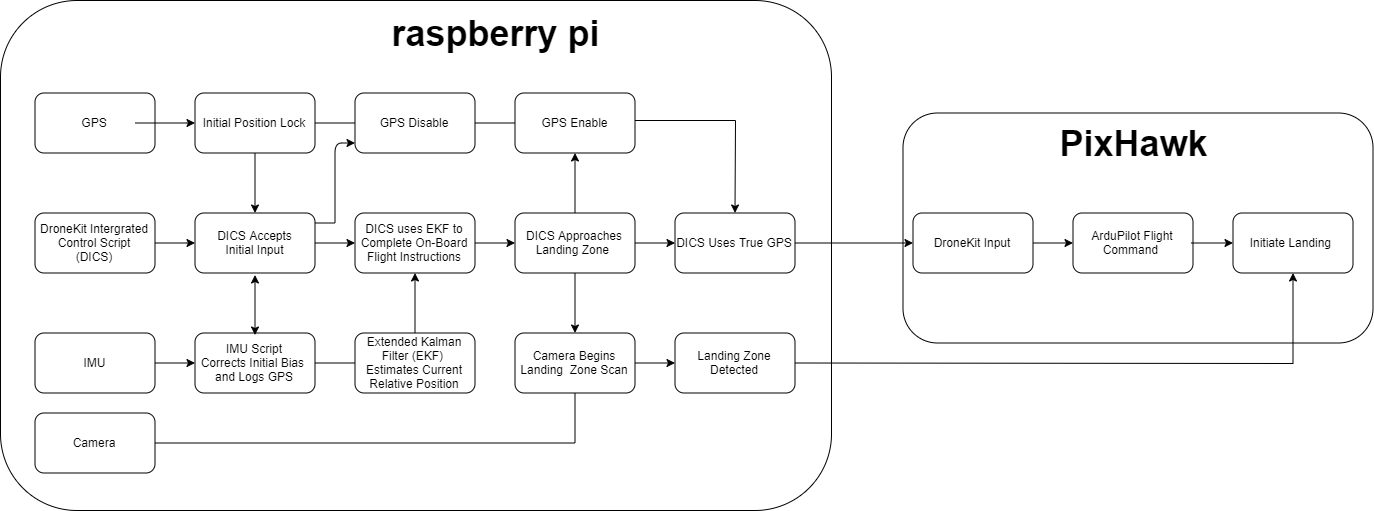 raspberry pi
PixHawk
GPS
Initial Position Lock
GPS Disable
GPS Enable
DroneKit Intergrated
Control Script
(DICS)
DICS Accepts
Initial Input
DICS uses EKF to
Complete On-Board
Flight Instructions
DICS Approaches
Landing Zone
DICS Uses True GPS
DroneKit Input
ArduPilot Flight
Command
Initiate Landing
IMU
IMU Script
Corrects Initial Bias
and Logs GPS
Extended Kalman
Filter (EKF)
Estimates Current
Relative Position
Camera Begins
Landing Zone Scan
Landing Zone
Detected
Camera